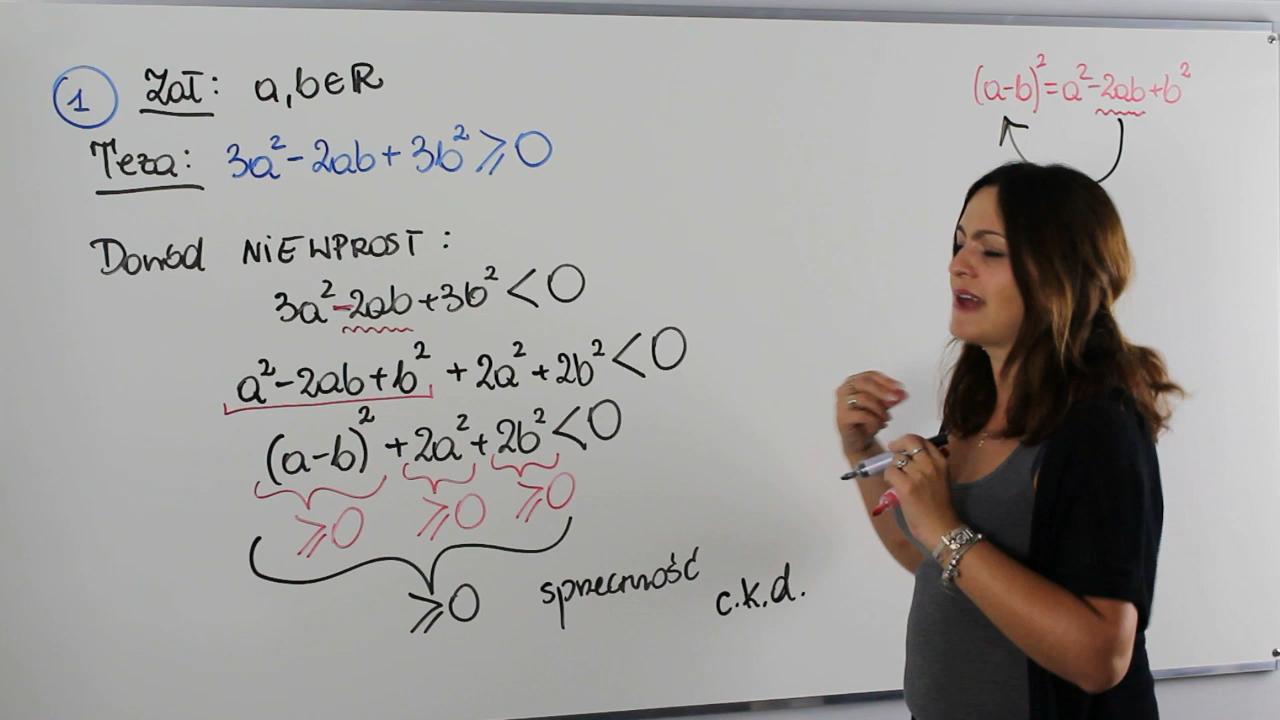 1 Zał: a,b∈R
Teza: 3a²-2ab+3b²⩾0
Dowód NIEWPROST:
3a²-2ab+3b²<0
a²-2ab+b²+2a²+2b²<0
(a-b)²+2a²+2b²<0
⩾0 ⩾0 ⩾0
⩾0 sprzeczność c.k.d.
(a-b)²=a²-2ab+b²